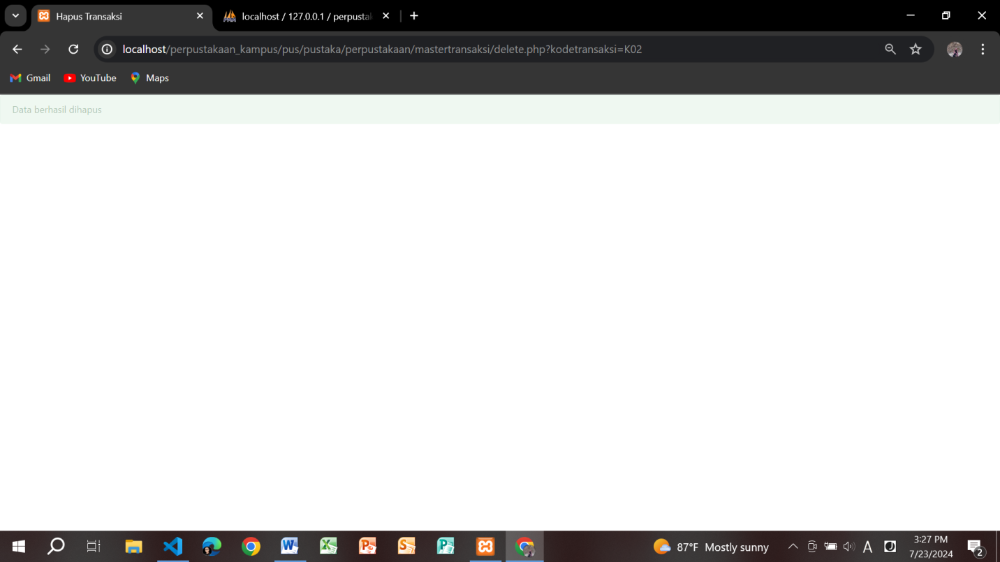 Hapus Transaksi
localhost / 127.0.0.1 / perpustak
localhost/perpustakaan_kampus/pus/pustaka/perpustakaan/mastertransaksi/delete.php?kodetransaksi=K02
Gmail YouTube Maps
Data berhasil dihapus
87°F Mostly sunny
A
3:27 PM
7/23/2024
2